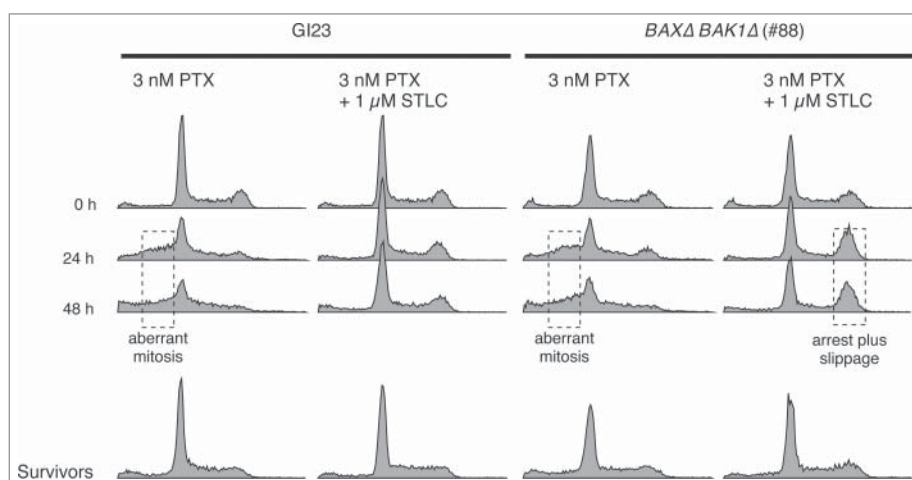 GI23
BAXΔ BAK1Δ (#88)
3 nM PTX
3 nM PTX
+ 1 µM STLC
3 nM PTX
3 nM PTX
+ 1 µM STLC
0 h
24 h
48 h
aberrant
mitosis
aberrant
mitosis
arrest plus
slippage
Survivors